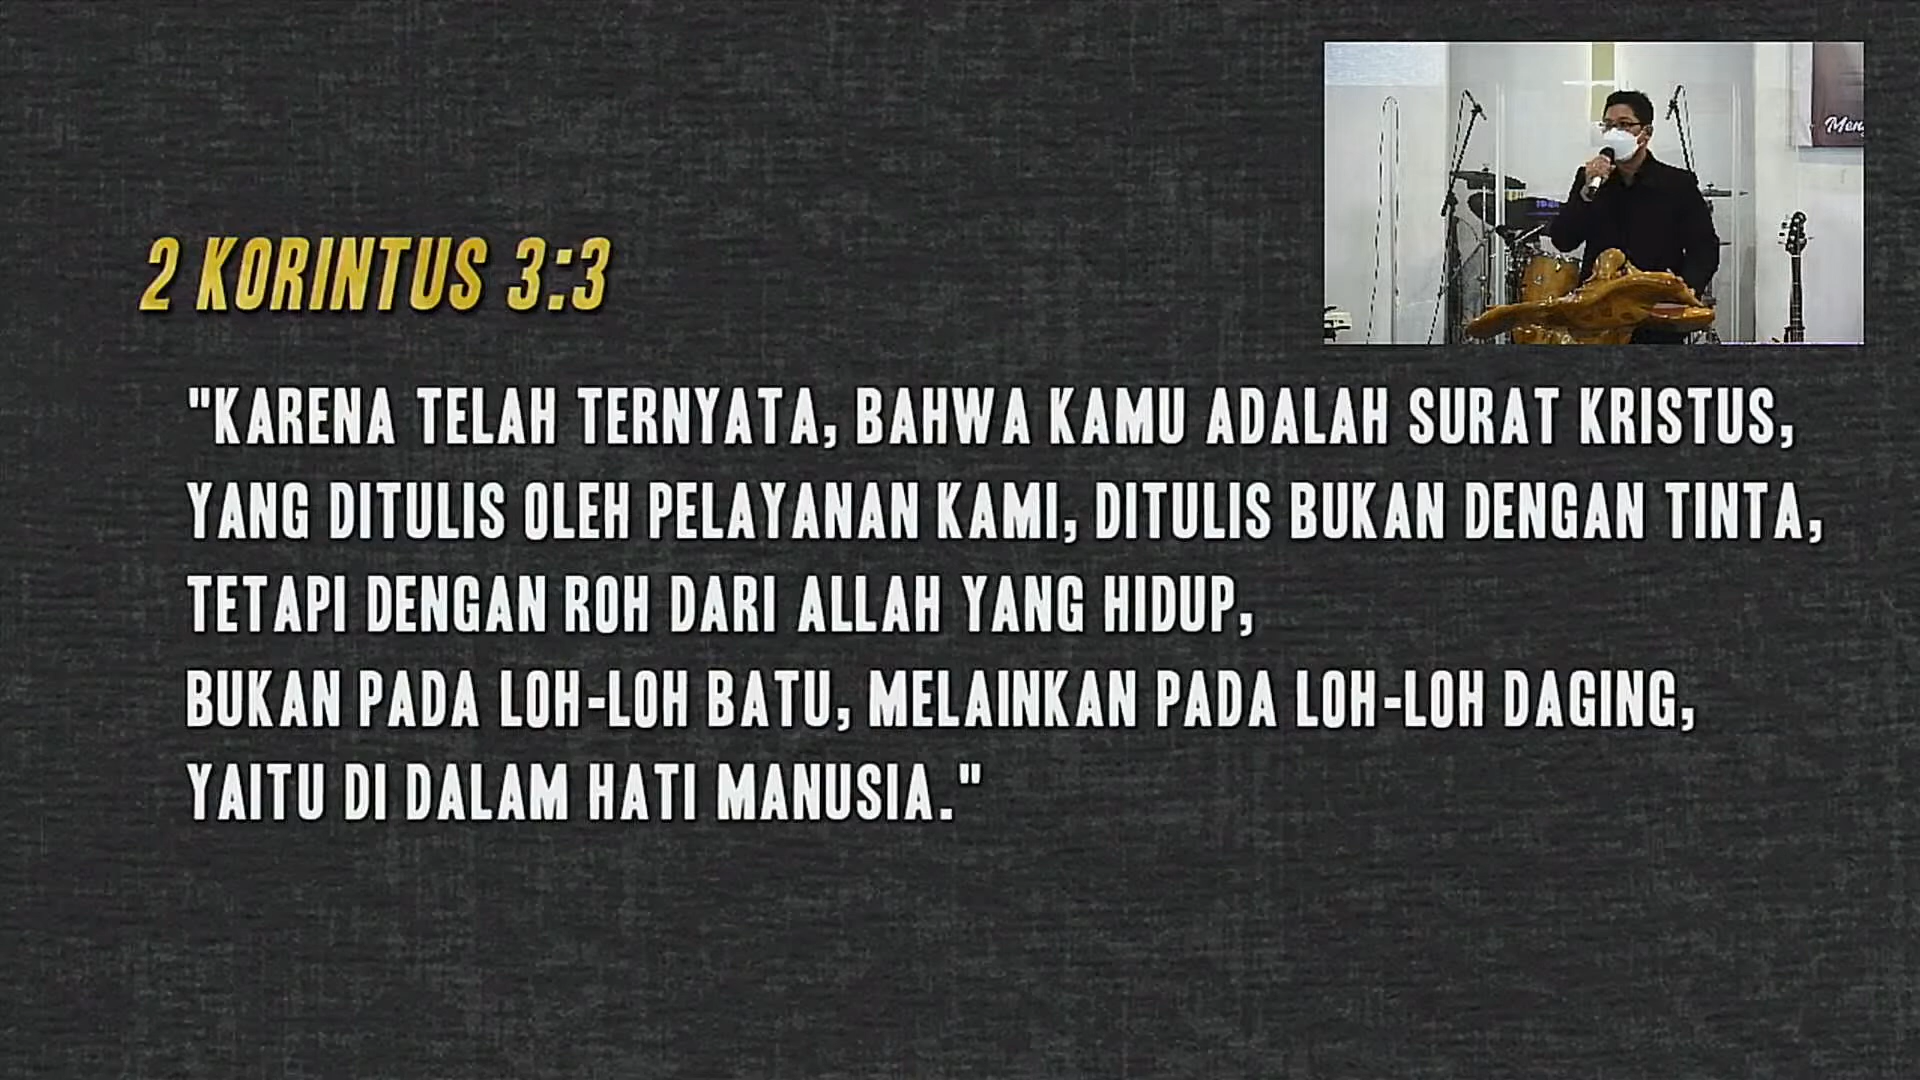 2 KORINTUS 3:3
"KARENA TELAH TERNYATA, BAHWA KAMU ADALAH SURAT KRISTUS,
YANG DITULIS OLEH PELAYANAN KAMI, DITULIS BUKAN DENGAN TINTA,
TETAPI DENGAN ROH DARI ALLAH YANG HIDUP,
BUKAN PADA LOH-LOH BATU, MELAINKAN PADA LOH-LOH DAGING,
YAITU DI DALAM HATI MANUSIA."